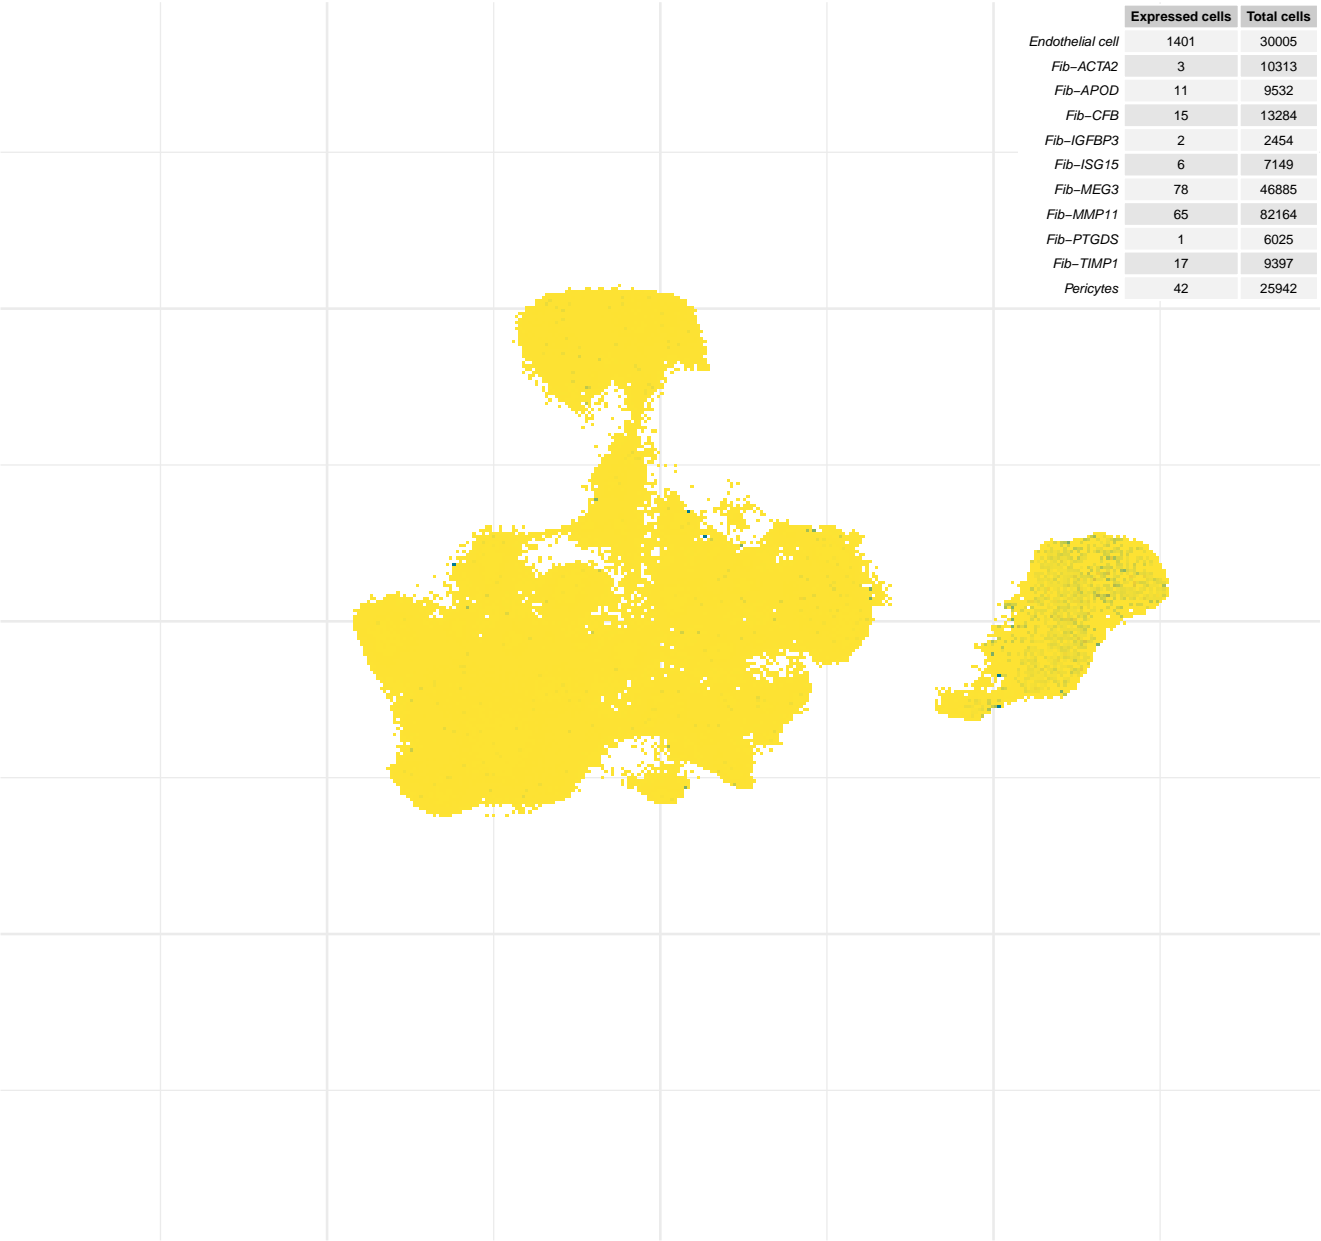 Expressed cells Total cells
Endothelial cell 1401 30005
Fib−ACTA2 3 10313
Fib−APOD 11 9532
Fib−CFB 15 13284
Fib−IGFBP3 2 2454
Fib−ISG15 6 7149
Fib−MEG3 78 46885
Fib−MMP11 65 82164
Fib−PTGDS 1 6025
Fib−TIMP1 17 9397
Pericytes 42 25942